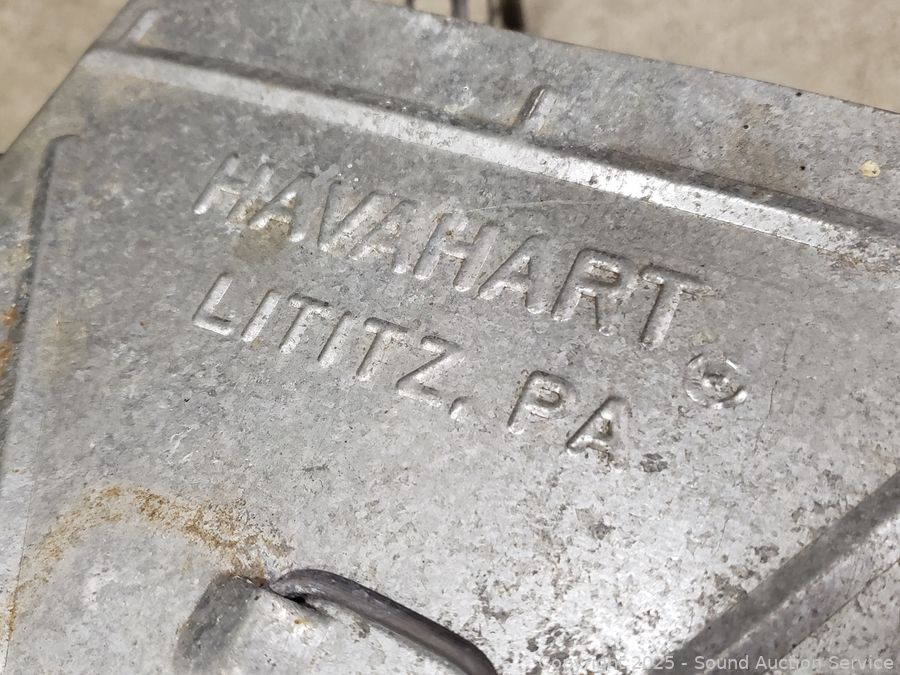 HAVAHART®
LITITZ, PA.
Copyright 2025 - Sound Auction Service